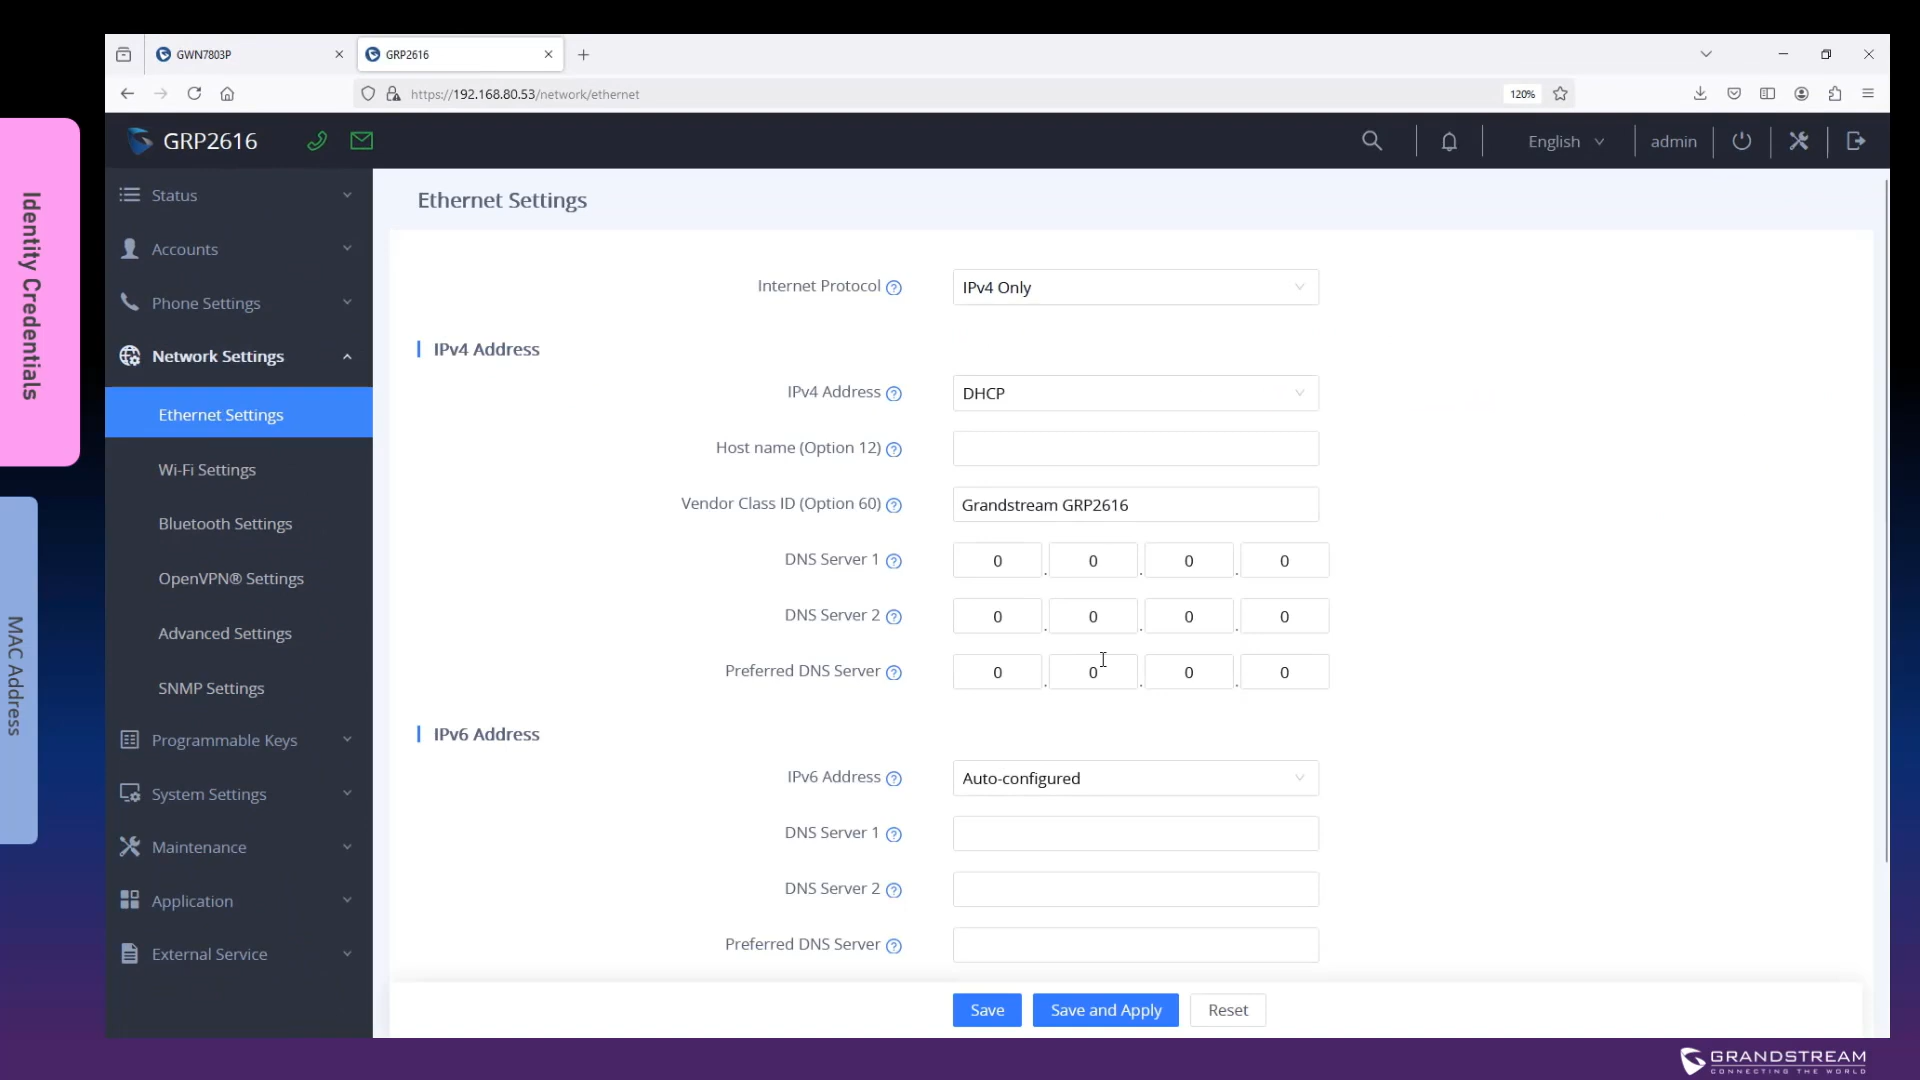 GWN7803P
GRP2616
https://192.168.80.53/network/ethernet
120%
GRP2616
English
admin
Identity Credentials
MAC Address
Status
Accounts
Phone Settings
Network Settings
Ethernet Settings
Wi-Fi Settings
Bluetooth Settings
OpenVPN® Settings
Advanced Settings
SNMP Settings
Programmable Keys
System Settings
Maintenance
Application
External Service
Ethernet Settings
Internet Protocol ? IPv4 Only
IPv4 Address
IPv4 Address ? DHCP
Host name (Option 12) ?
Vendor Class ID (Option 60) ? Grandstream GRP2616
DNS Server 1 ? 0 . 0 . 0 . 0
DNS Server 2 ? 0 . 0 . 0 . 0
Preferred DNS Server ? 0 . 0 . 0 . 0
IPv6 Address
IPv6 Address ? Auto-configured
DNS Server 1 ?
DNS Server 2 ?
Preferred DNS Server ?
Save Save and Apply Reset
GRANDSTREAM
CONNECTING THE WORLD